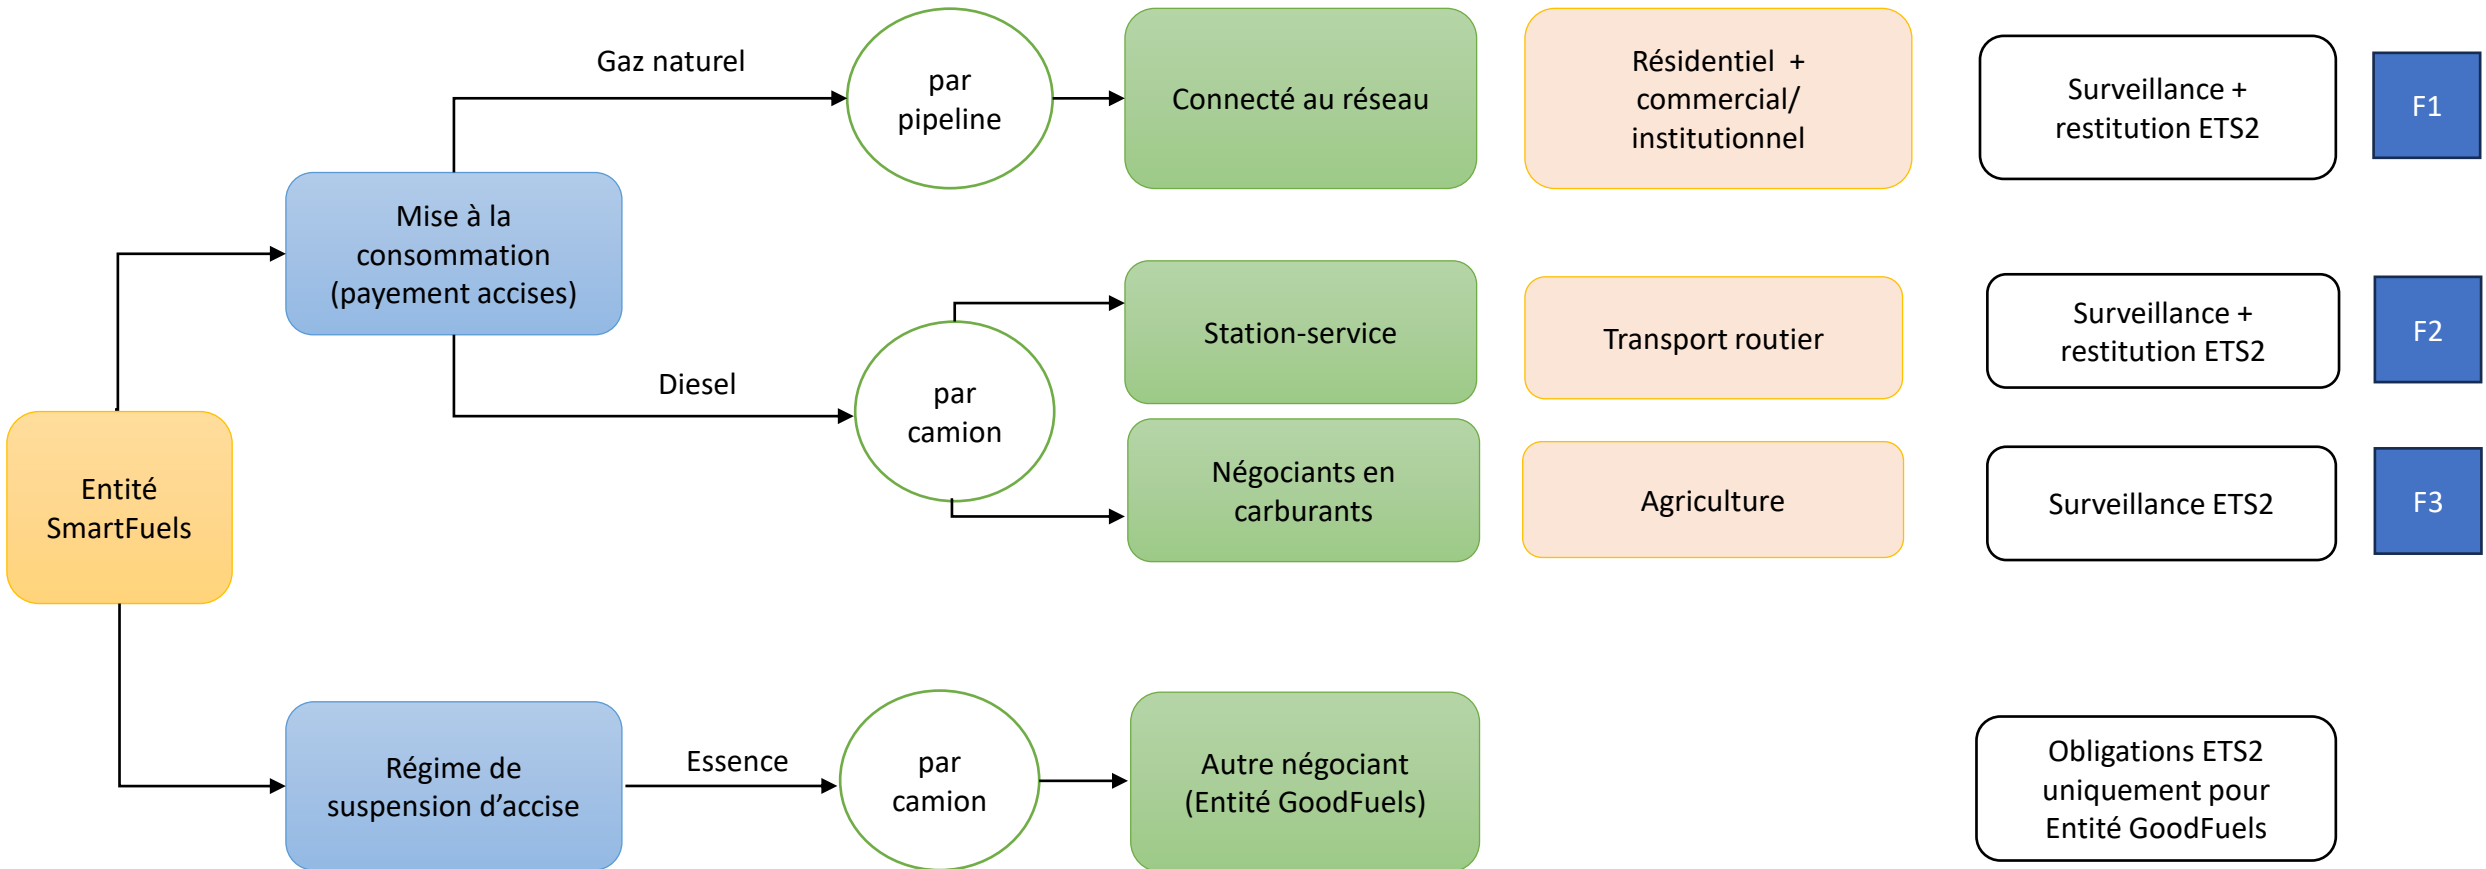 Gaz naturel
par
pipeline
Connecté au réseau
Résidentiel +
commercial/
institutionnel
Surveillance +
restitution ETS2
F1
Mise à la
consommation
(payement accises)
Diesel
par
camion
Station-service
Transport routier
Surveillance +
restitution ETS2
F2
Négociants en
carburants
Agriculture
Surveillance ETS2
F3
Entité
SmartFuels
Régime de
suspension d’accise
Essence
par
camion
Autre négociant
(Entité GoodFuels)
Obligations ETS2
uniquement pour
Entité GoodFuels